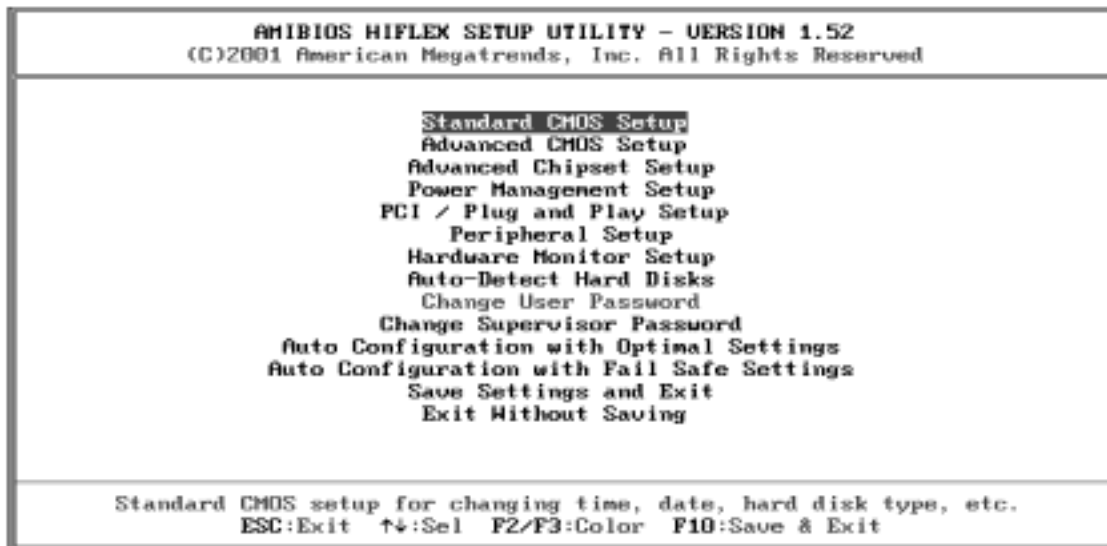 AMIBIOS HIFLEX SETUP UTILITY - VERSION 1.52
(C)2001 American Megatrends, Inc. All Rights Reserved
Standard CMOS Setup
Advanced CMOS Setup
Advanced Chipset Setup
Power Management Setup
PCI / Plug and Play Setup
Peripheral Setup
Hardware Monitor Setup
Auto-Detect Hard Disks
Change User Password
Change Supervisor Password
Auto Configuration with Optimal Settings
Auto Configuration with Fail Safe Settings
Save Settings and Exit
Exit Without Saving
Standard CMOS setup for changing time, date, hard disk type, etc.
ESC:Exit ↑↓:Sel F2/F3:Color F10:Save & Exit